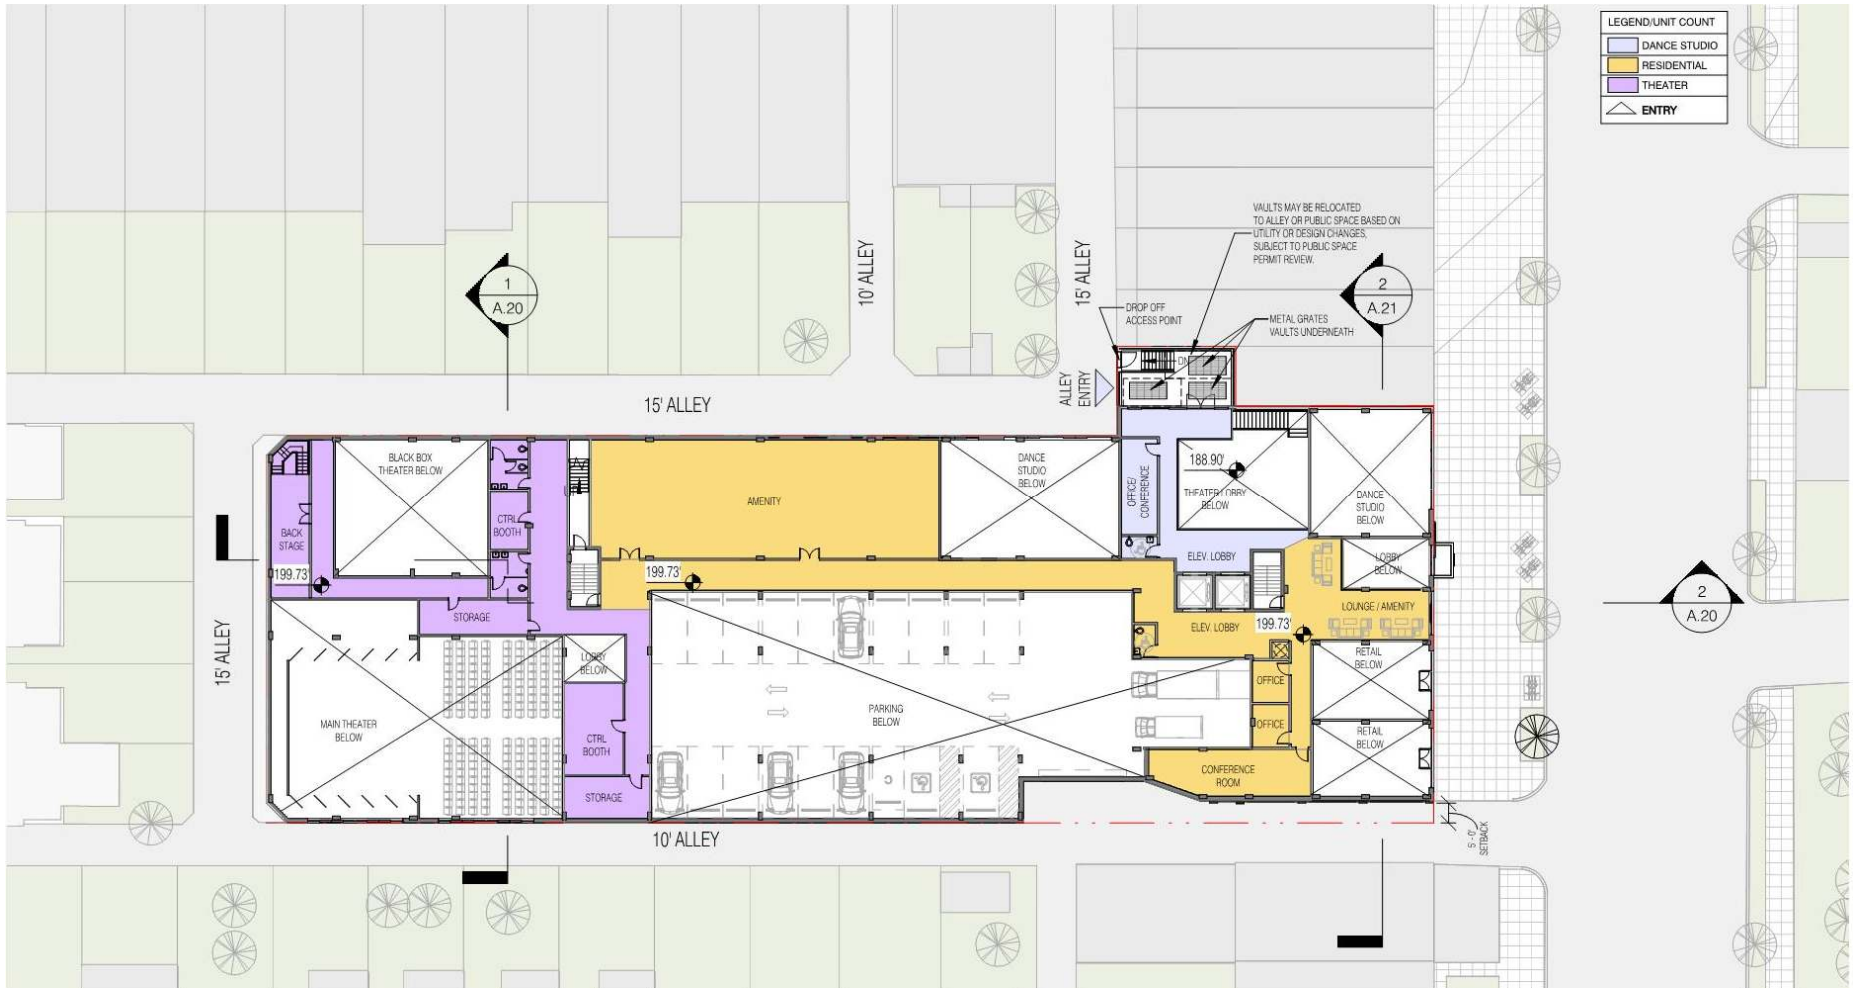 LEGEND/UNIT COUNT
DANCE STUDIO
RESIDENTIAL
THEATER
ENTRY
VAULTS MAY BE RELOCATED
TO ALLEY OR PUBLIC SPACE BASED ON
UTILITY OR DESIGN CHANGES,
SUBJECT TO PUBLIC SPACE
PERMIT REVIEW.
10' ALLEY
15' ALLEY
1
A.20
2
A.21
DROP OFF
ACCESS POINT
METAL GRATES
VAULTS UNDERNEATH
DN
ALLEY
ENTRY
15' ALLEY
BLACK BOX
THEATER BELOW
CTRL
BOOTH
BACK
STAGE
199.73'
AMENITY
DANCE
STUDIO
BELOW
OFFICE/
CONFERENCE
188.90'
THEATER LOBBY
BELOW
DANCE
STUDIO
BELOW
ELEV. LOBBY
LOBBY
BELOW
199.73'
STORAGE
LOUNGE / AMENITY
ELEV. LOBBY
199.73'
2
A.20
15' ALLEY
LOBBY
BELOW
RETAIL
BELOW
OFFICE
MAIN THEATER
BELOW
PARKING
BELOW
OFFICE
CTRL
BOOTH
RETAIL
BELOW
CONFERENCE
ROOM
STORAGE
10' ALLEY
5' - 0"
SETBACK